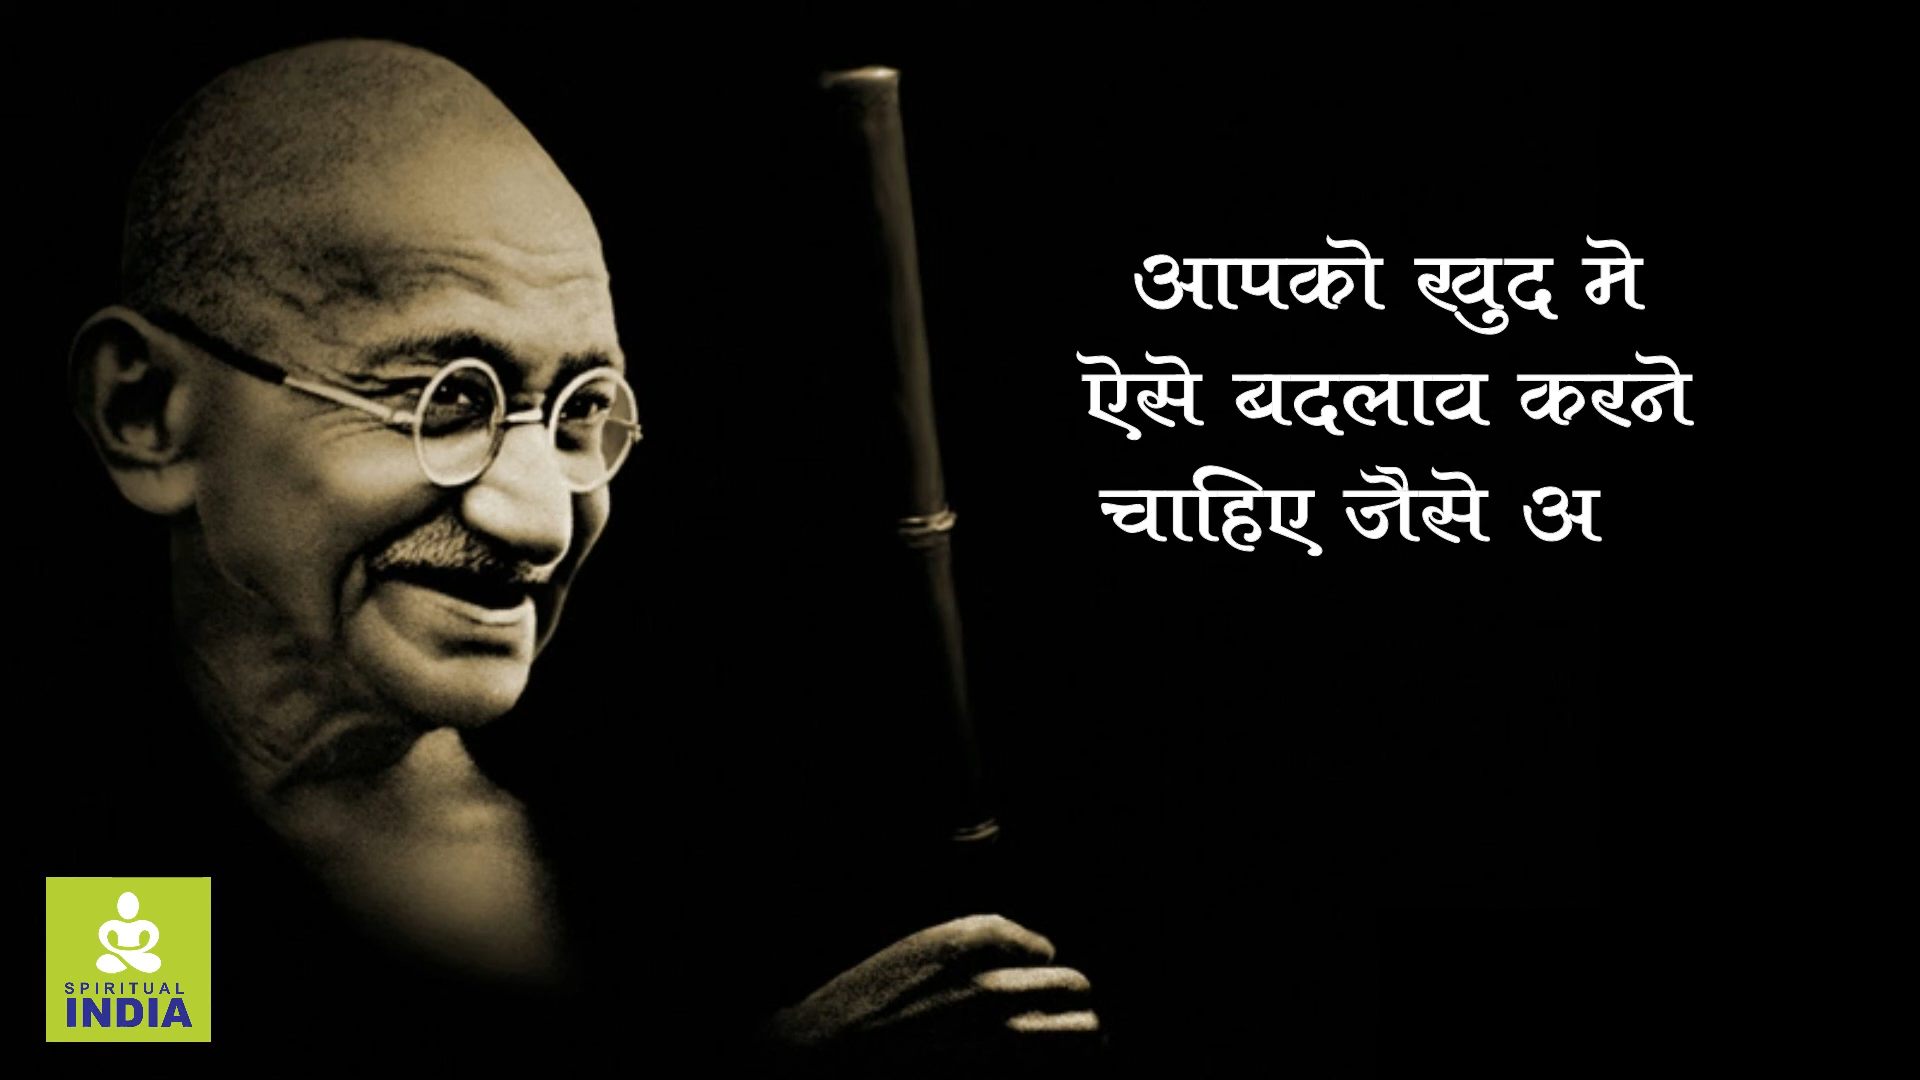 आपको खुद मे
ऐसे बदलाव करने
चाहिए जैसे अ
SPIRITUAL
INDIA